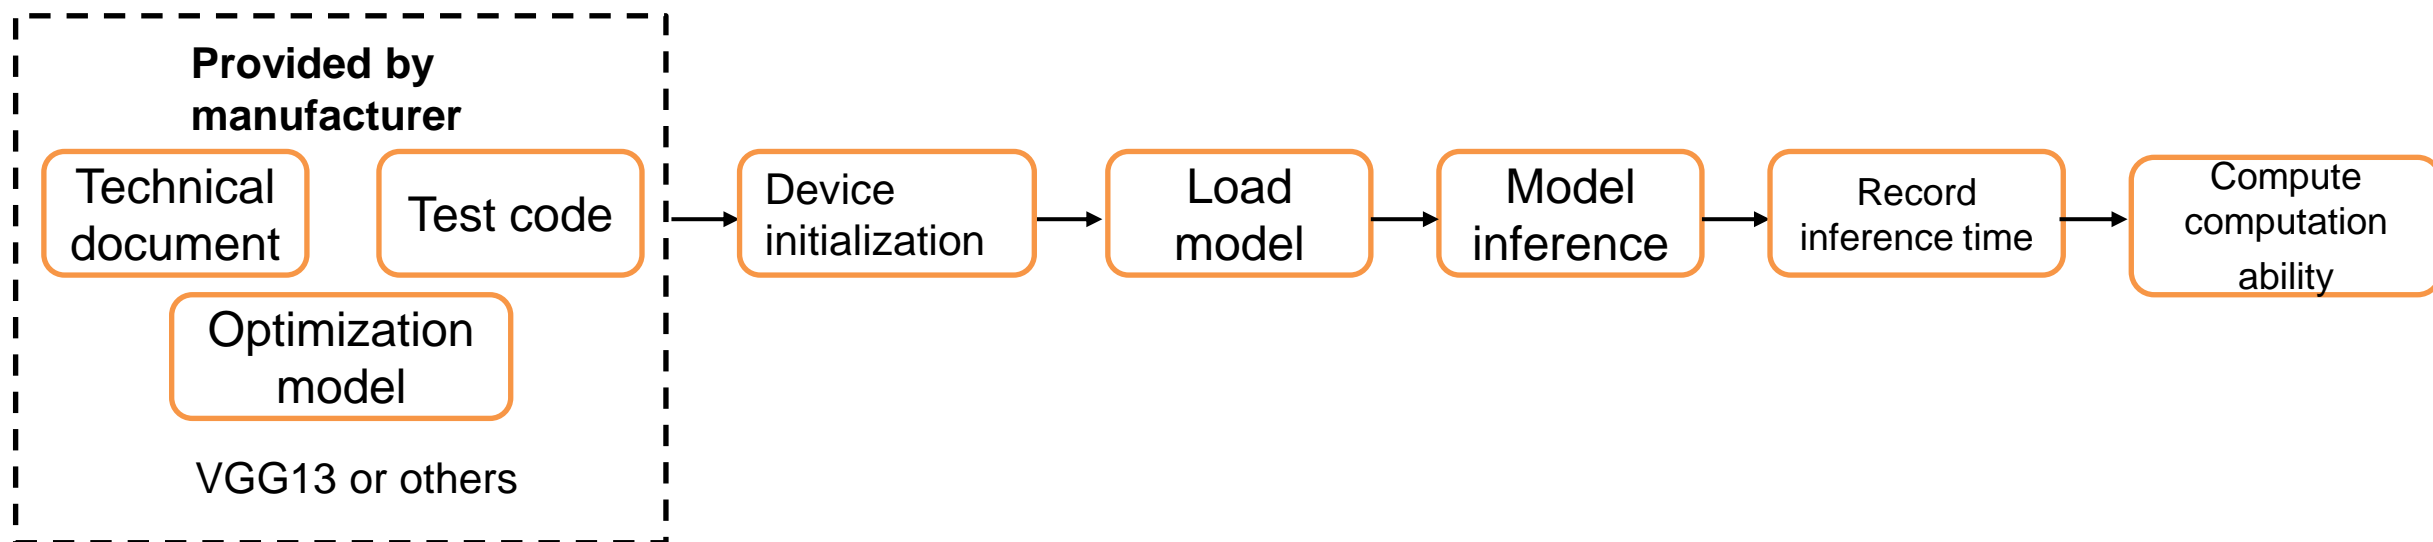 Provided by
manufacturer
Technical
document
Test code
Optimization
model
VGG13 or others
Device
initialization
Load
model
Model
inference
Record
inference time
Compute
computation
ability